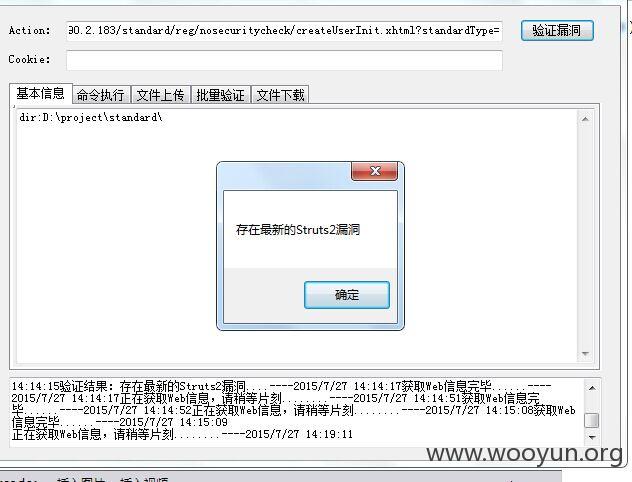 Action: 30.2.183/standard/reg/nosecuritycheck/createUserInit.xhtml?standardType= 验证漏洞
Cookie:
基本信息 命令执行 文件上传 批量验证 文件下载
dir:D:\project\standard\
存在最新的Struts2漏洞
确定
14:14:15验证结果: 存在最新的Struts2漏洞....----2015/7/27 14:14:17获取Web信息完毕......----
2015/7/27 14:14:17正在获取Web信息，请稍等片刻........----2015/7/27 14:14:51获取Web信息完
毕......----2015/7/27 14:14:52正在获取Web信息，请稍等片刻........----2015/7/27 14:15:08获取Web
信息完毕......----2015/7/27 14:15:09
正在获取Web信息，请稍等片刻........----2015/7/27 14:19:11
www.wooyun.org
插入图片 插入视频